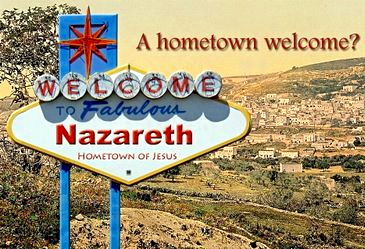 A hometown welcome?
WELCOME
TO Fabulous
Nazareth
HOMETOWN OF JESUS